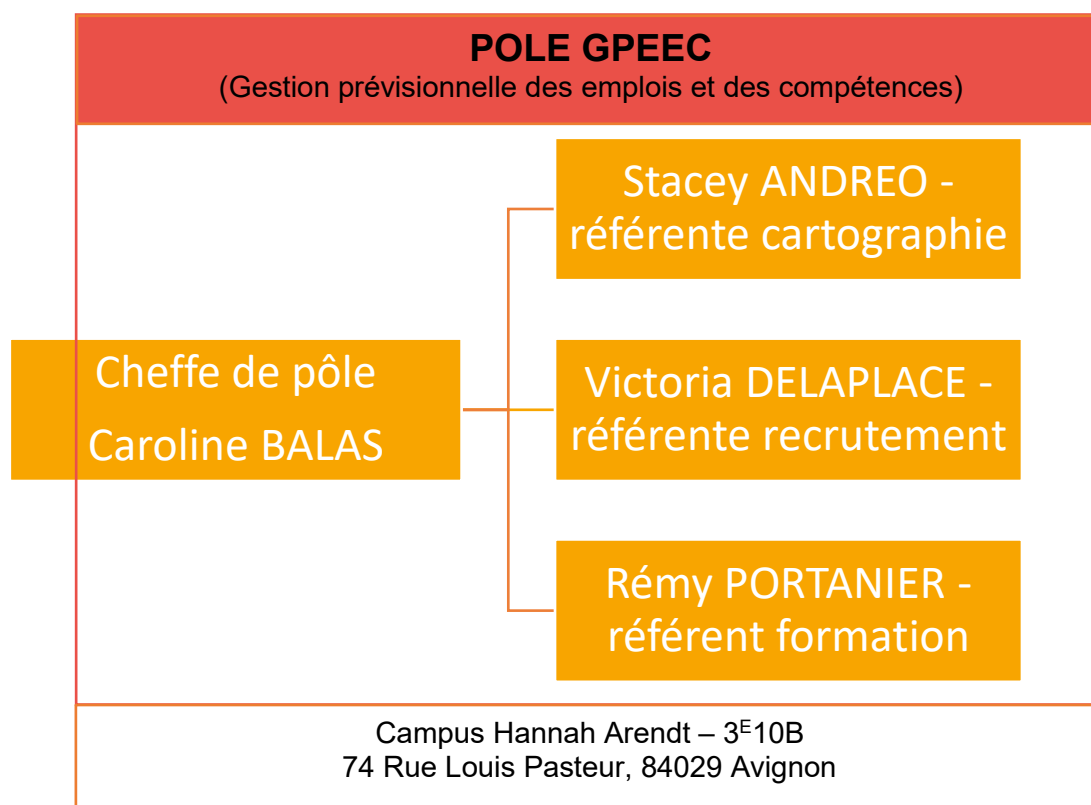 POLE GPEEC
(Gestion prévisionnelle des emplois et des compétences)
Cheffe de pôle
Caroline BALAS
Stacey ANDREO -
référente cartographie
Victoria DELAPLACE -
référente recrutement
Rémy PORTANIER -
référent formation
Campus Hannah Arendt – 3ᴱ10B
74 Rue Louis Pasteur, 84029 Avignon